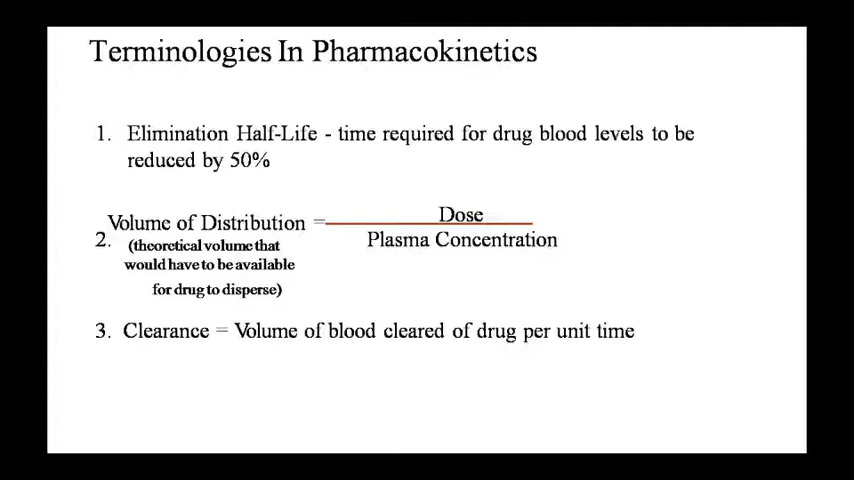 Terminologies In Pharmacokinetics
1. Elimination Half-Life - time required for drug blood levels to be
reduced by 50%
Volume of Distribution = Dose
2. (theoretical volume that Plasma Concentration
would have to be available
for drug to disperse)
3. Clearance = Volume of blood cleared of drug per unit time